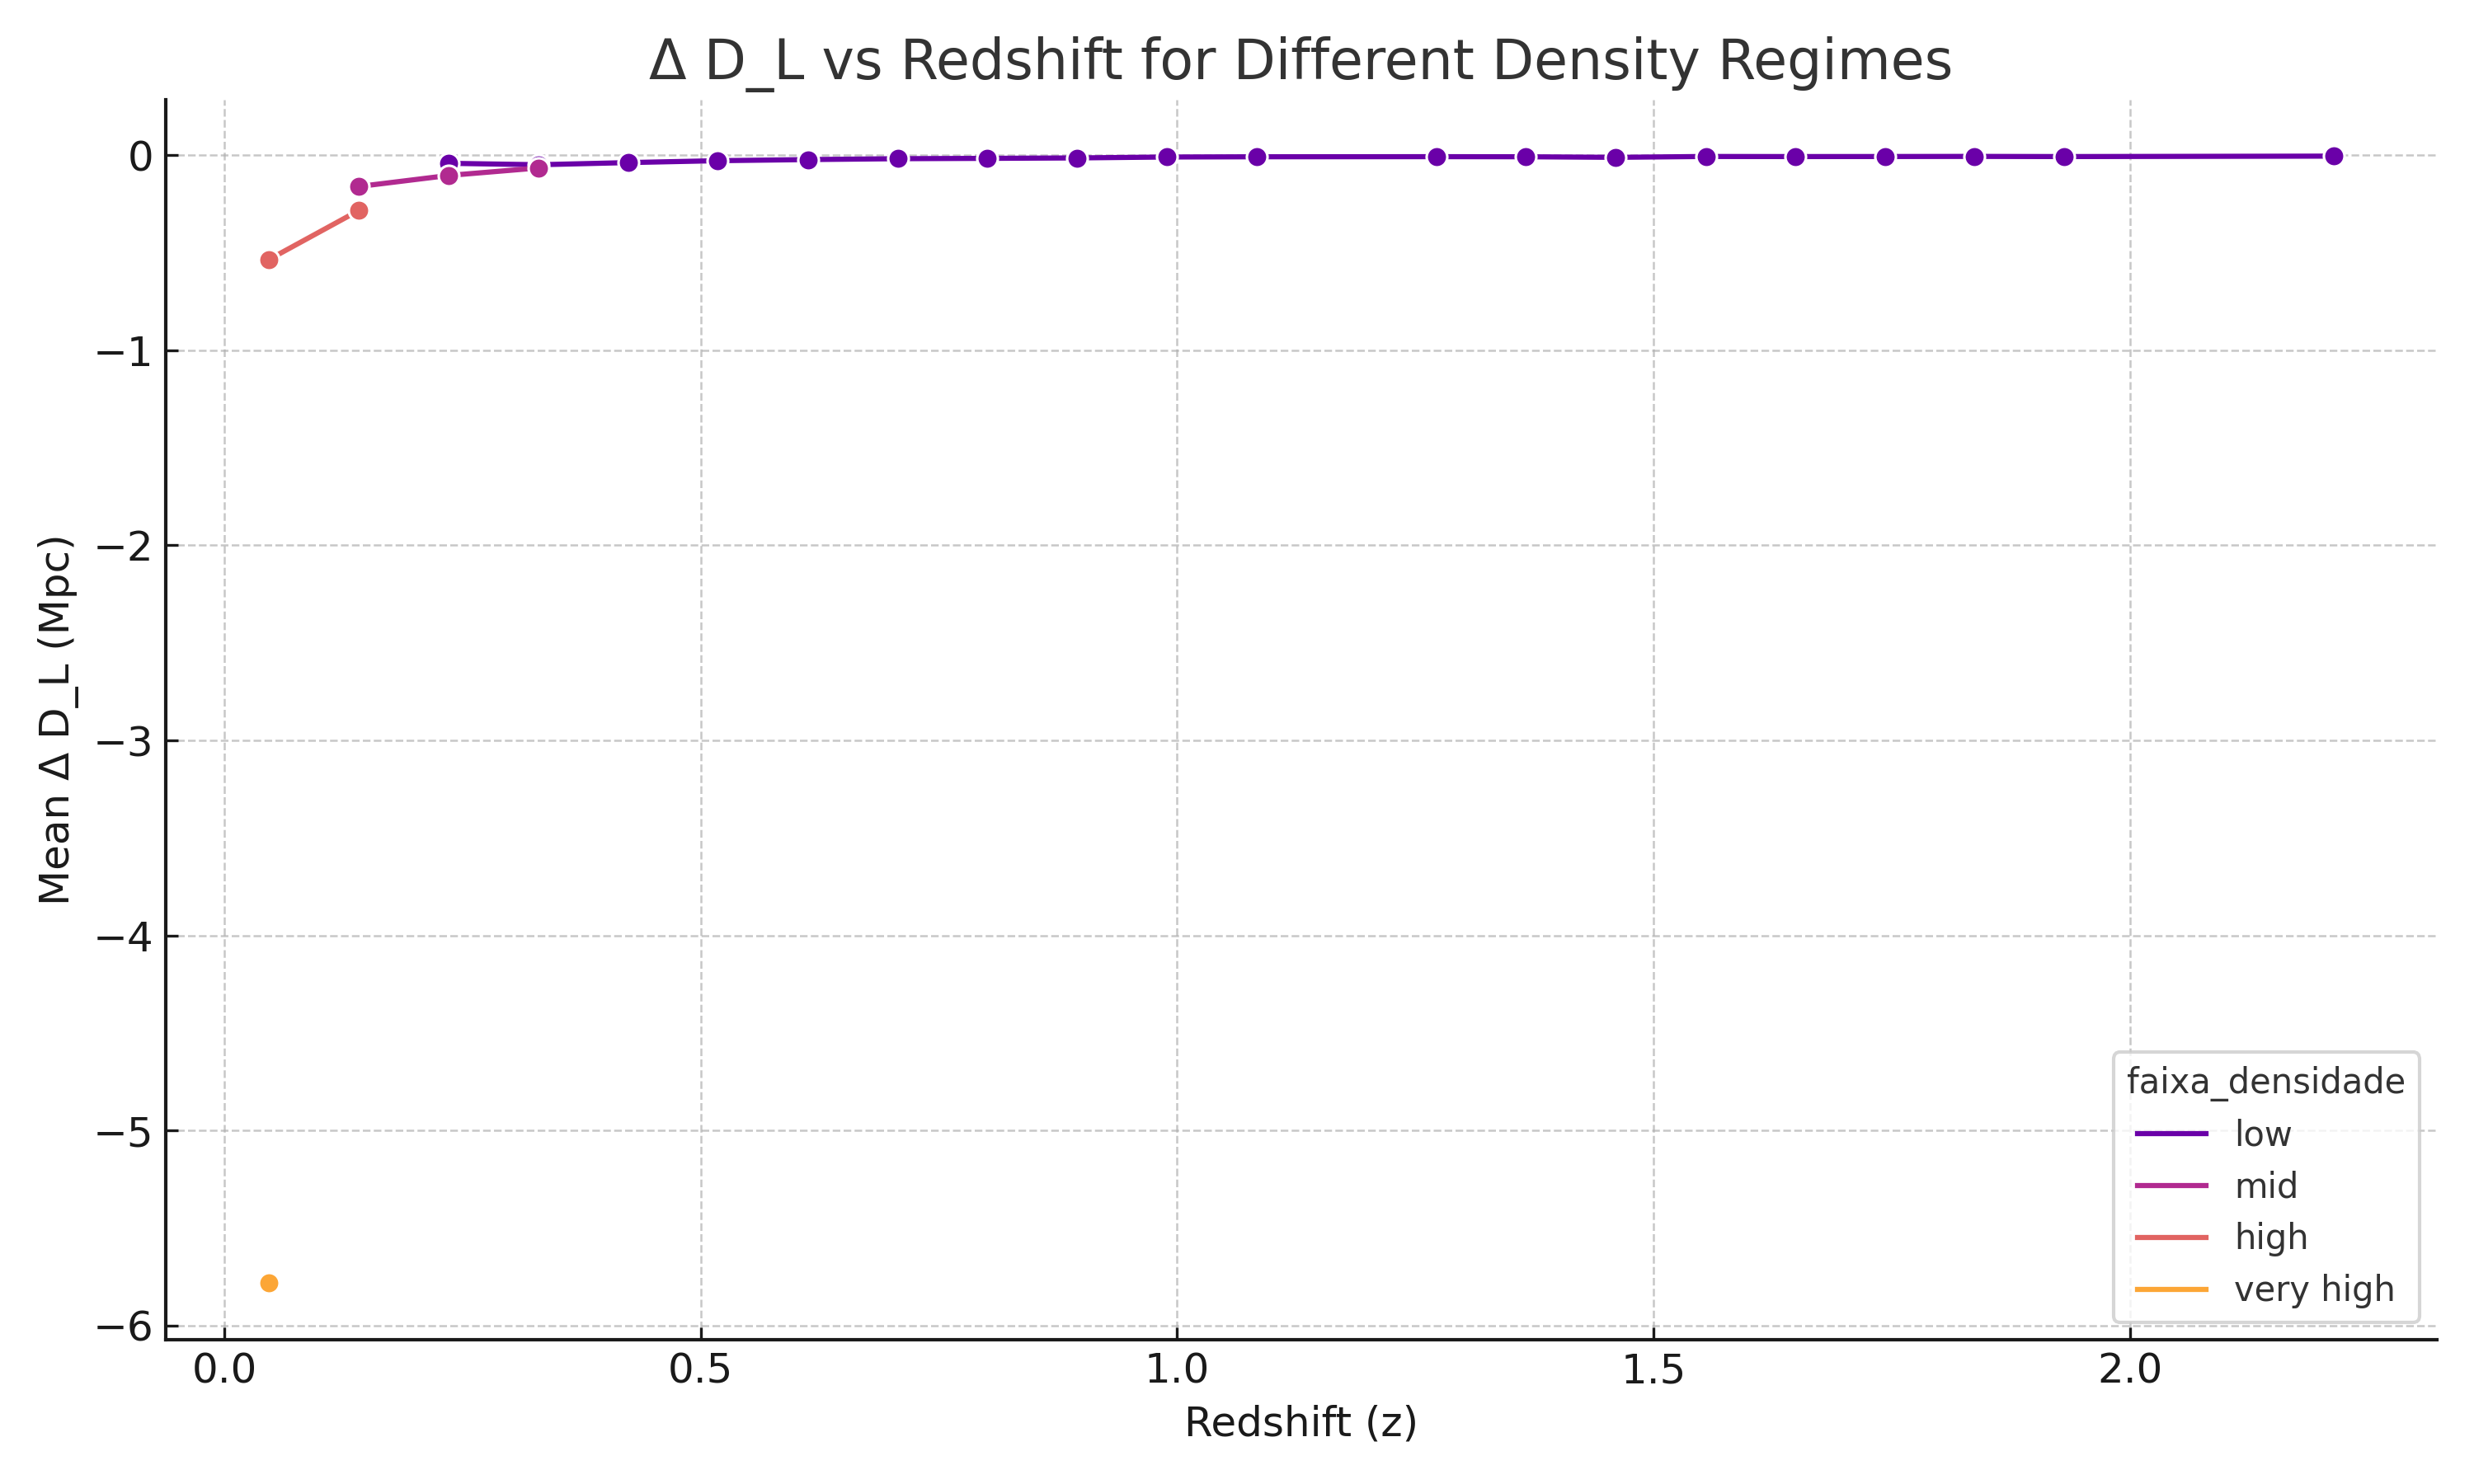 Δ D_L vs Redshift for Different Density Regimes
Mean Δ D_L (Mpc)
0
−1
−2
−3
−4
−5
−6
0.0 0.5 1.0 1.5 2.0
Redshift (z)
faixa_densidade
low
mid
high
very high